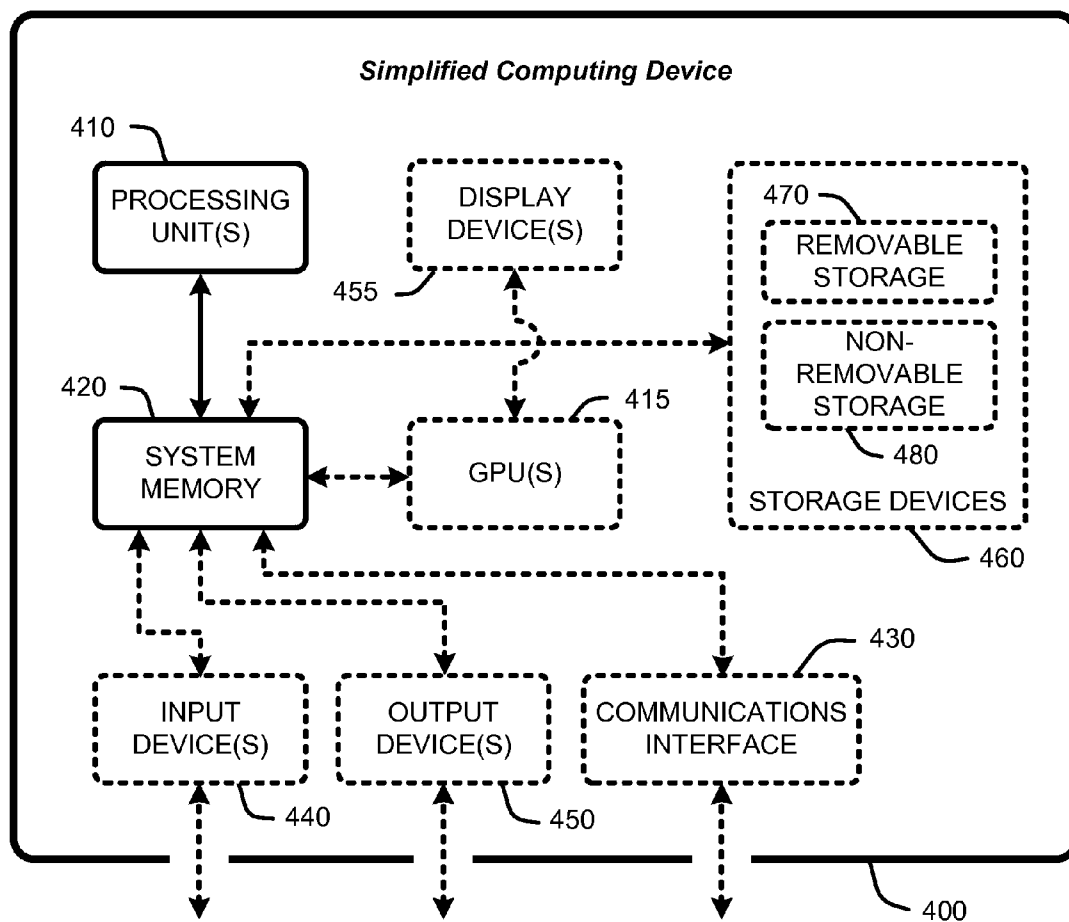 Simplified Computing Device
410
PROCESSING
UNIT(S)
DISPLAY
DEVICE(S)
455
470
REMOVABLE
STORAGE
NON-
REMOVABLE
STORAGE
480
STORAGE DEVICES
460
420
SYSTEM
MEMORY
415
GPU(S)
INPUT
DEVICE(S)
440
OUTPUT
DEVICE(S)
450
430
COMMUNICATIONS
INTERFACE
400